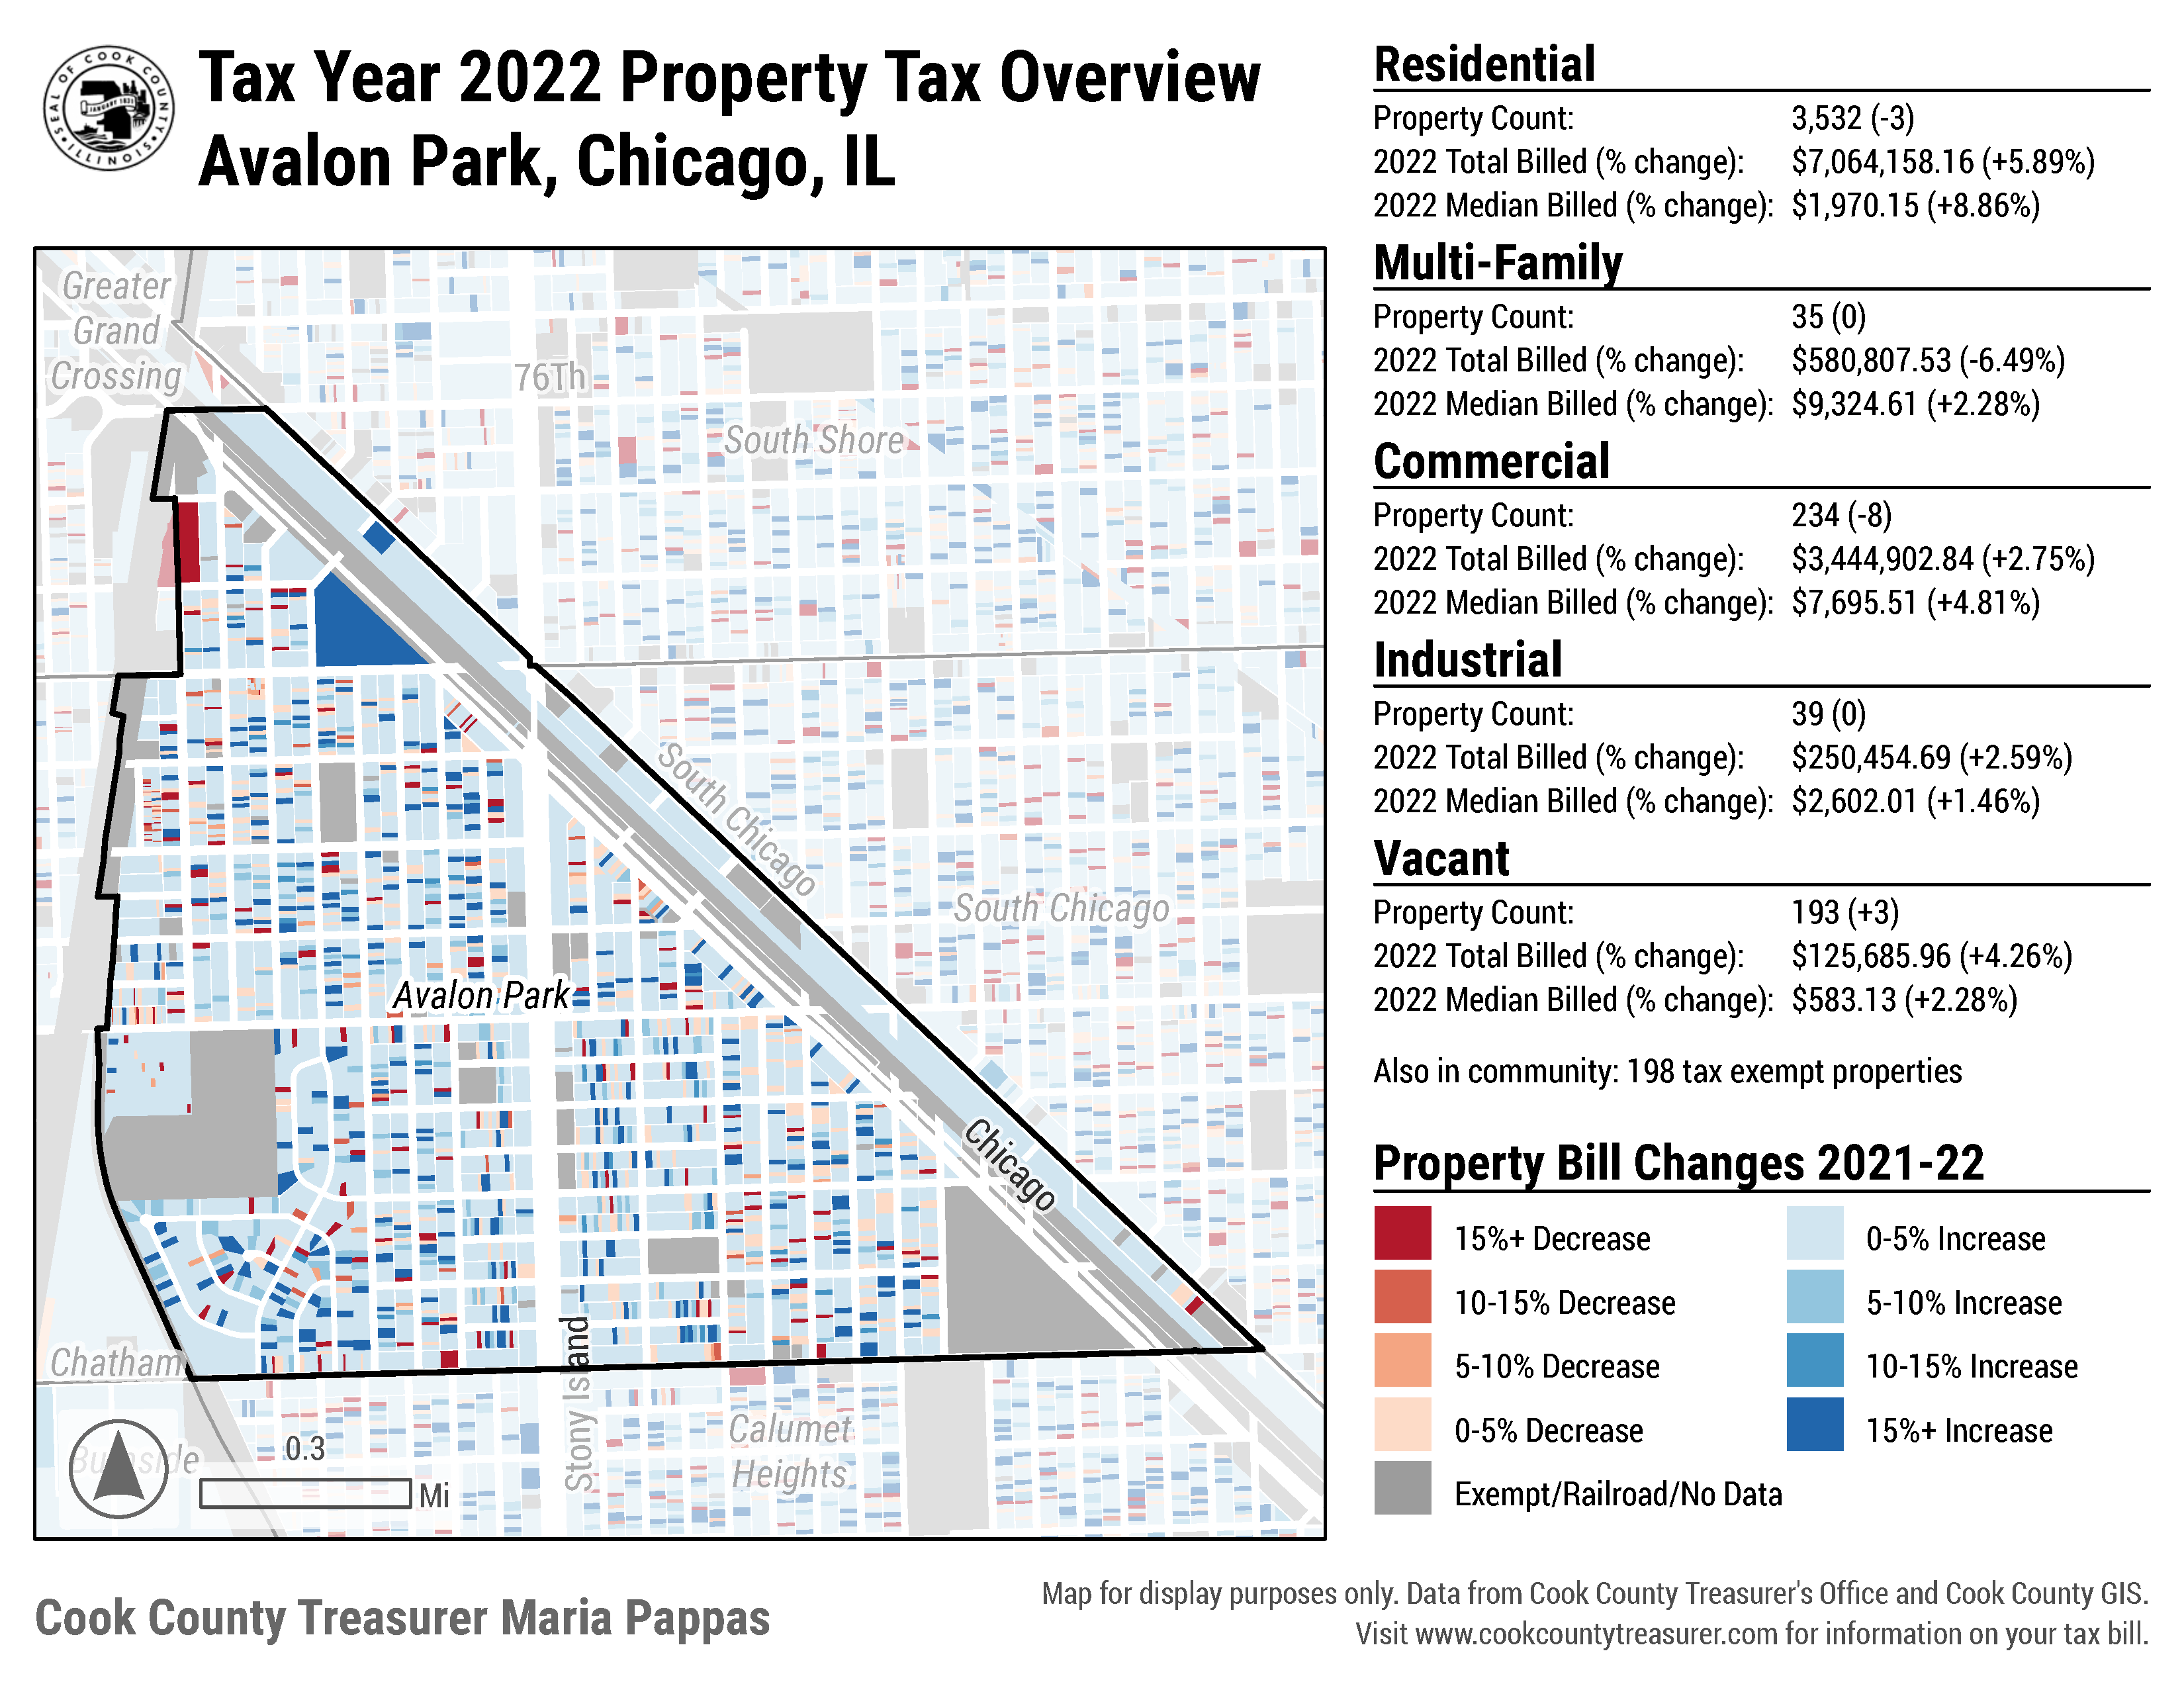 SEAL OF COOK COUNTY
ILLINOIS
JANUARY 1831
Tax Year 2022 Property Tax Overview
Avalon Park, Chicago, IL
Greater
Grand
Crossing
76Th
South Shore
South Chicago
South Chicago
Avalon Park
Chicago
Stony Island
Chatham
Calumet
Heights
Burnside
0.3
Mi
Residential
Property Count: 3,532 (-3)
2022 Total Billed (% change): $7,064,158.16 (+5.89%)
2022 Median Billed (% change): $1,970.15 (+8.86%)
Multi-Family
Property Count: 35 (0)
2022 Total Billed (% change): $580,807.53 (-6.49%)
2022 Median Billed (% change): $9,324.61 (+2.28%)
Commercial
Property Count: 234 (-8)
2022 Total Billed (% change): $3,444,902.84 (+2.75%)
2022 Median Billed (% change): $7,695.51 (+4.81%)
Industrial
Property Count: 39 (0)
2022 Total Billed (% change): $250,454.69 (+2.59%)
2022 Median Billed (% change): $2,602.01 (+1.46%)
Vacant
Property Count: 193 (+3)
2022 Total Billed (% change): $125,685.96 (+4.26%)
2022 Median Billed (% change): $583.13 (+2.28%)
Also in community: 198 tax exempt properties
Property Bill Changes 2021-22
15%+ Decrease
0-5% Increase
10-15% Decrease
5-10% Increase
5-10% Decrease
10-15% Increase
0-5% Decrease
15%+ Increase
Exempt/Railroad/No Data
Cook County Treasurer Maria Pappas
Map for display purposes only. Data from Cook County Treasurer's Office and Cook County GIS.
Visit www.cookcountytreasurer.com for information on your tax bill.